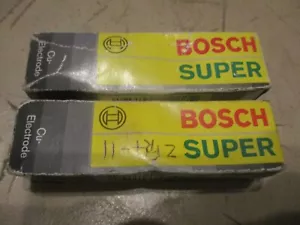 Cu-
Electrode
BOSCH
SUPER
Cu-
Electrode
BOSCH
SUPER